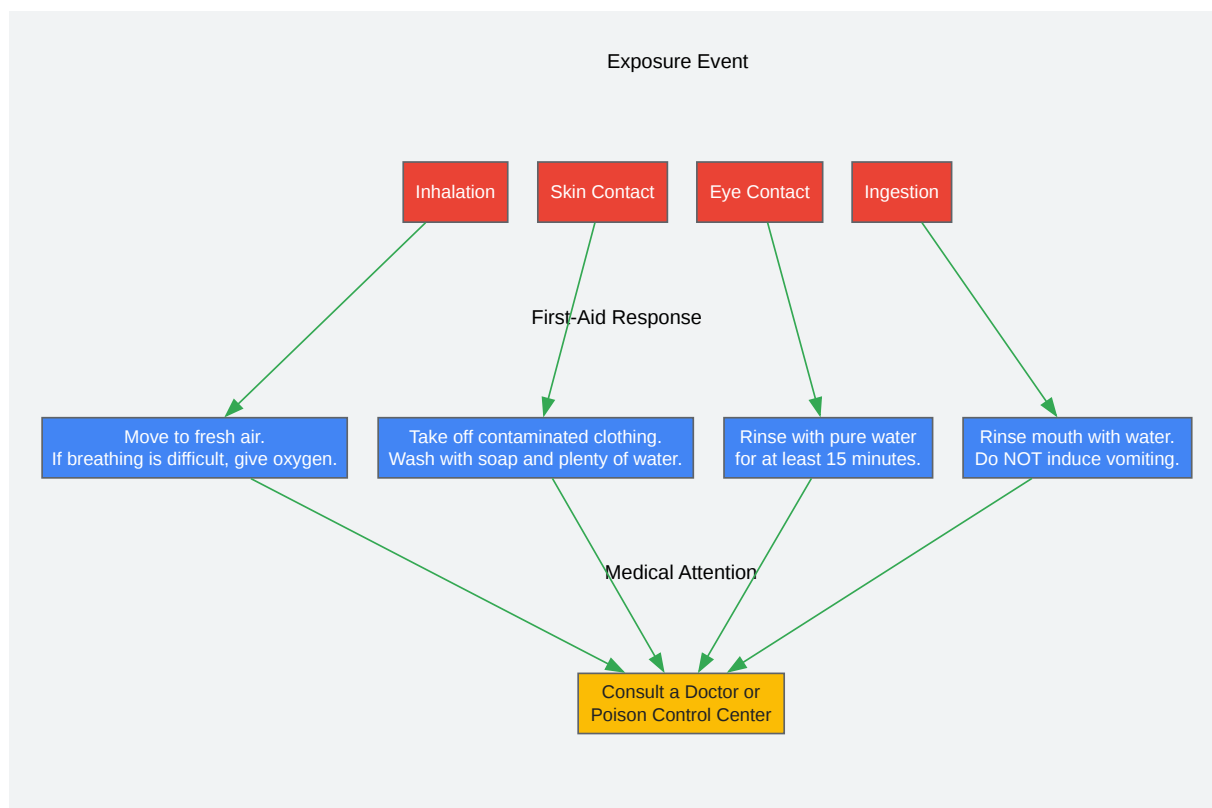 Exposure Event
Inhalation
Skin Contact
Eye Contact
Ingestion
First-Aid Response
Move to fresh air.
If breathing is difficult, give oxygen.
Take off contaminated clothing.
Wash with soap and plenty of water.
Rinse with pure water
for at least 15 minutes.
Rinse mouth with water.
Do NOT induce vomiting.
Medical Attention
Consult a Doctor or
Poison Control Center